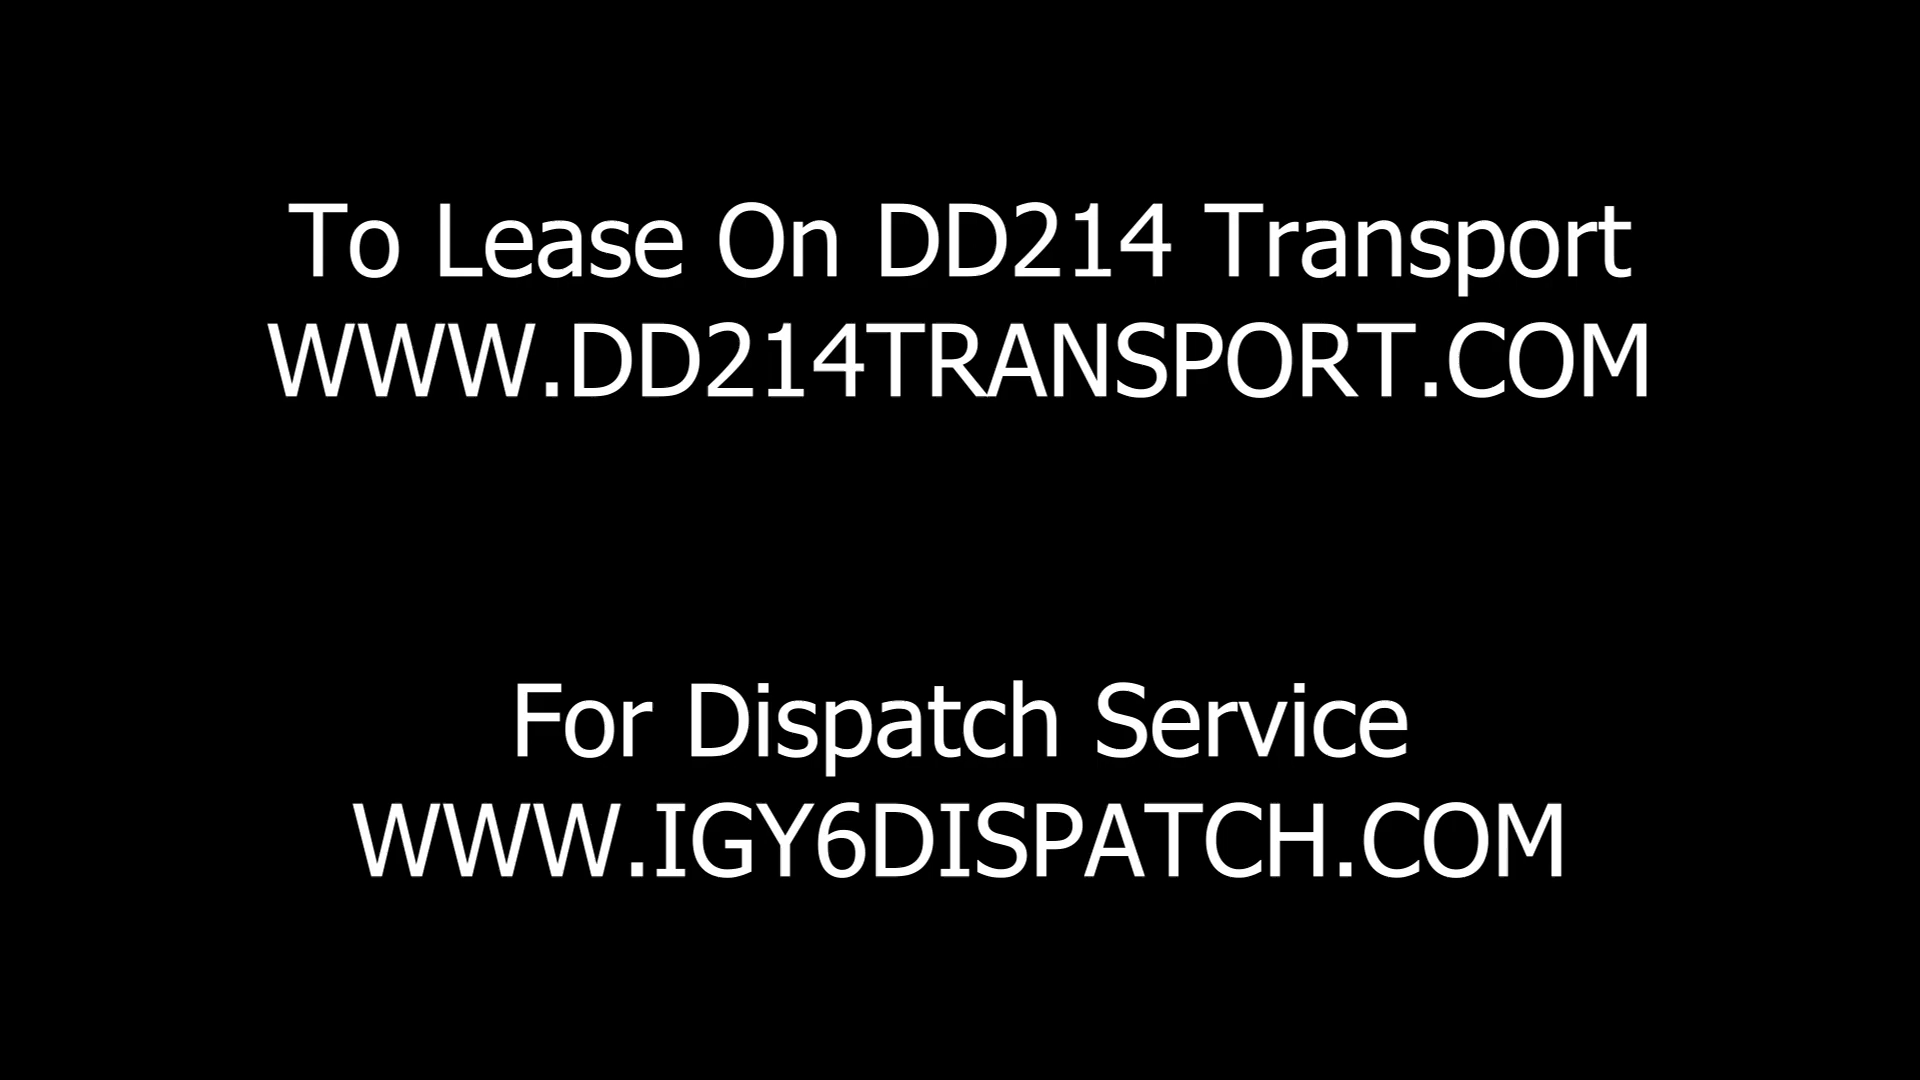 To Lease On DD214 Transport
WWW.DD214TRANSPORT.COM
For Dispatch Service
WWW.IGY6DISPATCH.COM